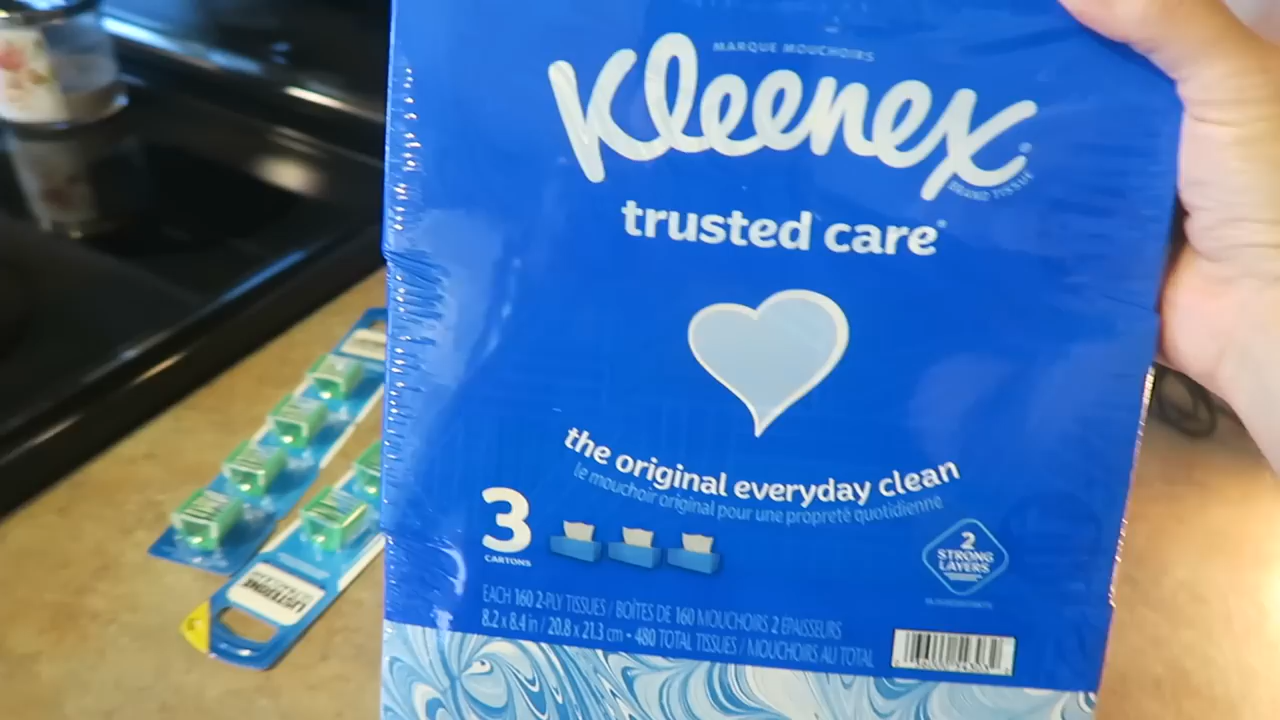 MARQUE MOUCHOIRS
Kleenex®
BRAND TISSUE
trusted care®
the original everyday clean
le mouchoir original pour une propreté quotidienne
3
CARTONS
2
STRONG
LAYERS
EACH 160 2-PLY TISSUES / BOÎTES DE 160 MOUCHOIRS 2 ÉPAISSEURS
8.2 x 8.4 in / 20.8 x 21.3 cm • 480 TOTAL TISSUES / MOUCHOIRS AU TOTAL
LISTERINE